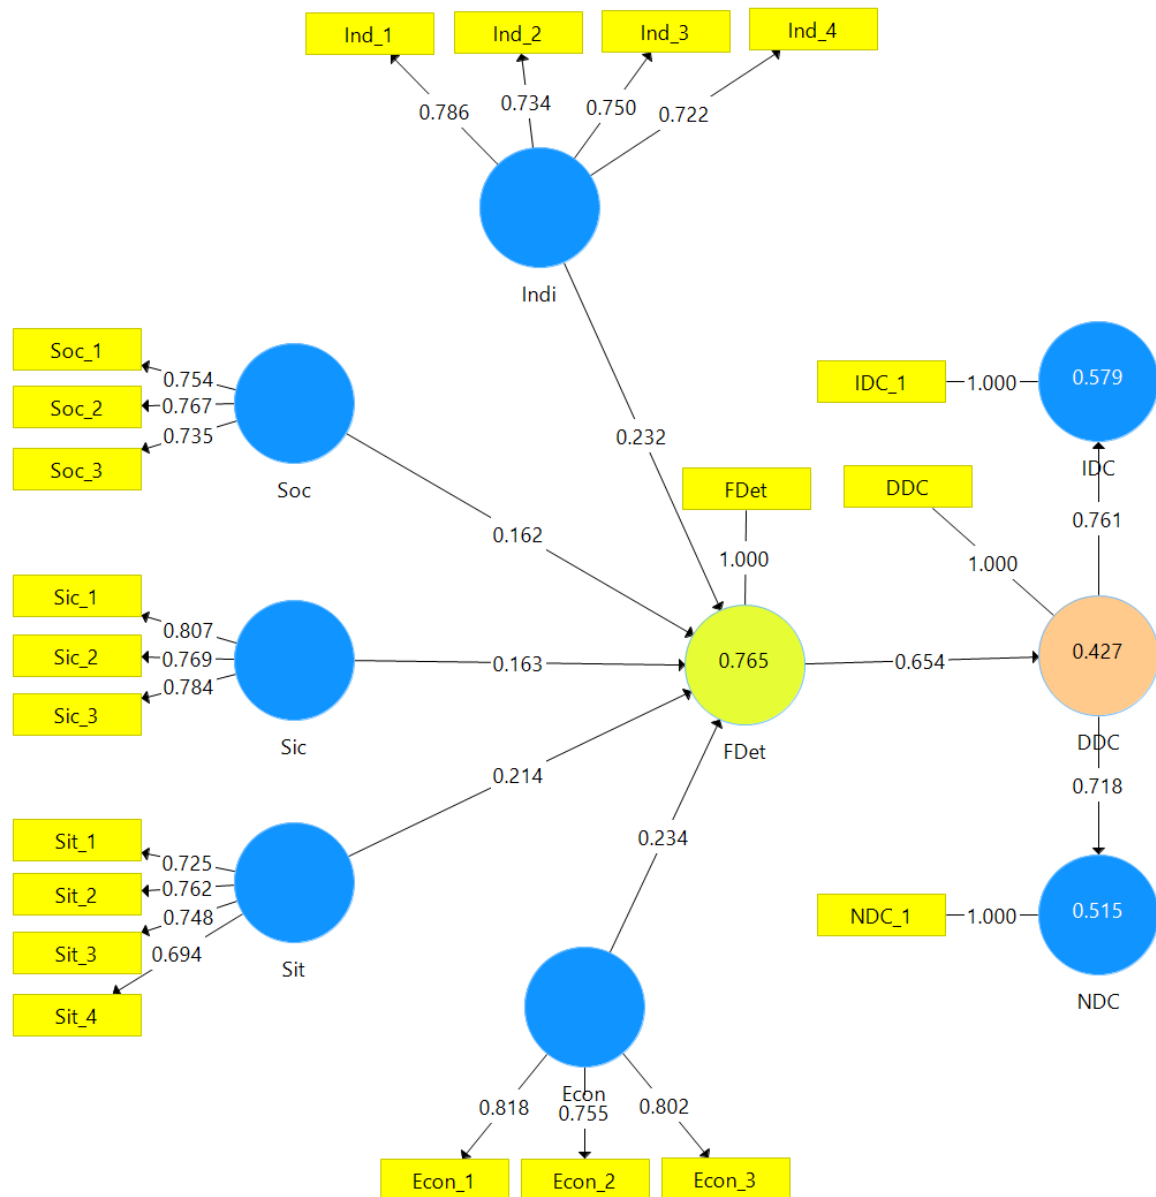 Ind_1
Ind_2
Ind_3
Ind_4
0.786
0.734
0.750
0.722
Indi
Soc_1
Soc_2
Soc_3
0.754
0.767
0.735
Soc
0.232
0.162
IDC_1
1.000
0.579
IDC
FDet
1.000
DDC
1.000
0.761
Sic_1
Sic_2
Sic_3
0.807
0.769
0.784
Sic
0.163
0.765
FDet
0.654
0.427
DDC
0.718
Sit_1
Sit_2
Sit_3
Sit_4
0.725
0.762
0.748
0.694
Sit
0.214
0.234
NDC_1
1.000
0.515
NDC
Econ
0.818
0.755
0.802
Econ_1
Econ_2
Econ_3